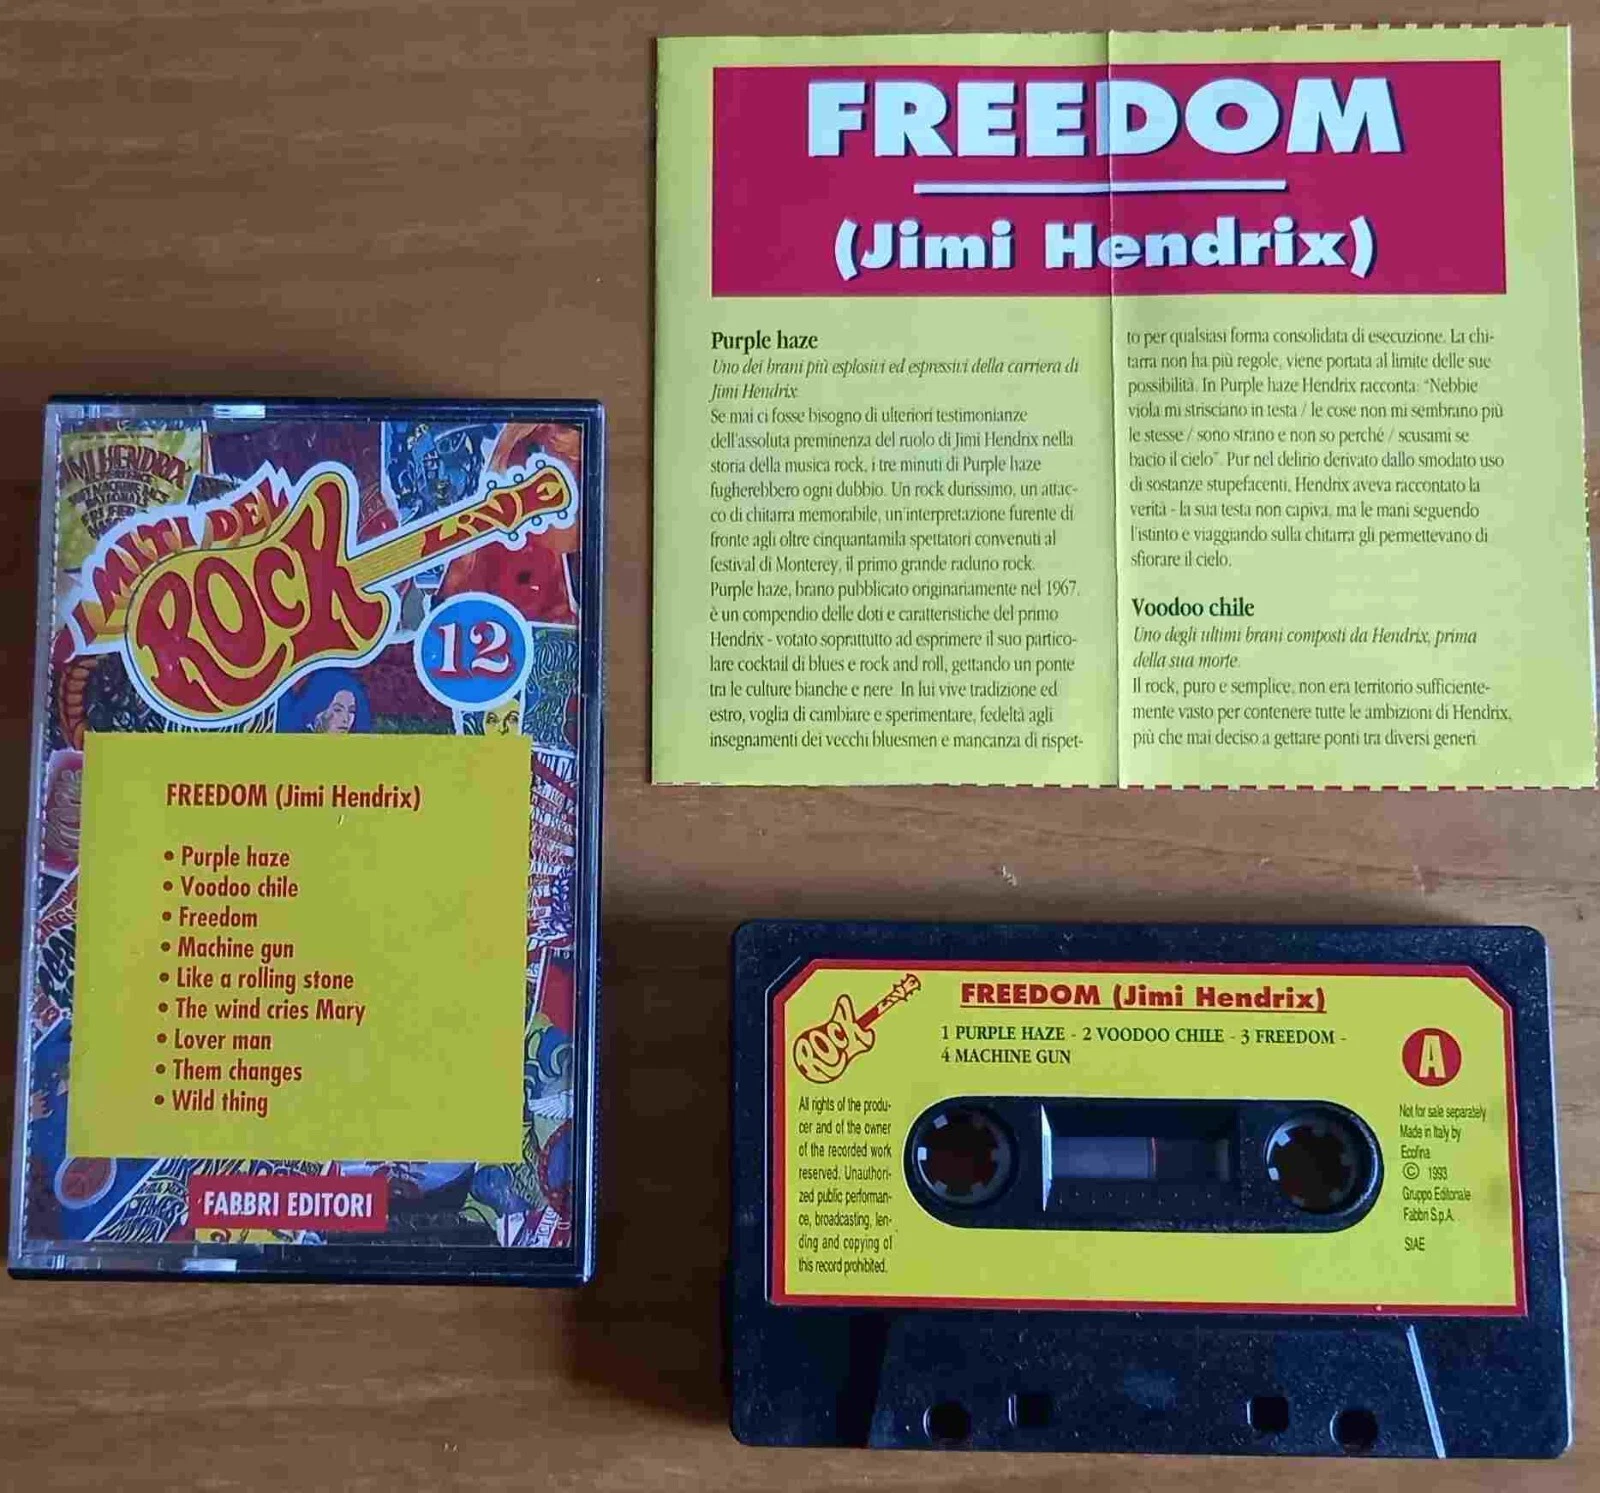 I MITI DEL
ROCK
LIVE
12
FREEDOM (Jimi Hendrix)
• Purple haze
• Voodoo chile
• Freedom
• Machine gun
• Like a rolling stone
• The wind cries Mary
• Lover man
• Them changes
• Wild thing
FABBRI EDITORI
FREEDOM
(Jimi Hendrix)
Purple haze
Uno dei brani più esplosivi ed espressivi della carriera di
Jimi Hendrix.
Se mai ci fosse bisogno di ulteriori testimonianze
dell'assoluta preminenza del ruolo di Jimi Hendrix nella
storia della musica rock, i tre minuti di Purple haze
fugherebbero ogni dubbio. Un rock durissimo, un attac-
co di chitarra memorabile, un'interpretazione furente di
fronte agli oltre cinquantamila spettatori convenuti al
festival di Monterey, il primo grande raduno rock.
Purple haze, brano pubblicato originariamente nel 1967,
è un compendio delle doti e caratteristiche del primo
Hendrix - votato soprattutto ad esprimere il suo partico-
lare cocktail di blues e rock and roll, gettando un ponte
tra le culture bianche e nere. In lui vive tradizione ed
estro, voglia di cambiare e sperimentare, fedeltà agli
insegnamenti dei vecchi bluesmen e mancanza di rispet-
to per qualsiasi forma consolidata di esecuzione. La chi-
tarra non ha più regole, viene portata al limite delle sue
possibilità. In Purple haze Hendrix racconta: "Nebbie
viola mi strisciano in testa / le cose non mi sembrano più
le stesse / sono strano e non so perché / scusami se
bacio il cielo". Pur nel delirio derivato dallo smodato uso
di sostanze stupefacenti, Hendrix aveva raccontato la
verità - la sua testa non capiva, ma le mani seguendo
l'istinto e viaggiando sulla chitarra gli permettevano di
sfiorare il cielo.
Voodoo chile
Uno degli ultimi brani composti da Hendrix, prima
della sua morte.
Il rock, puro e semplice, non era territorio sufficiente-
mente vasto per contenere tutte le ambizioni di Hendrix,
più che mai deciso a gettare ponti tra diversi generi
ROCK
FREEDOM (Jimi Hendrix)
1 PURPLE HAZE - 2 VOODOO CHILE - 3 FREEDOM -
4 MACHINE GUN
A
All rights of the produ-
cer and of the owner
of the recorded work
reserved. Unauthori-
zed public performan-
ce, broadcasting, len-
ding and copying of
this record prohibited.
Not for sale separately
Made in Italy by
Ecofina
© 1993
Gruppo Editoriale
Fabbri S.p.A.
SIAE